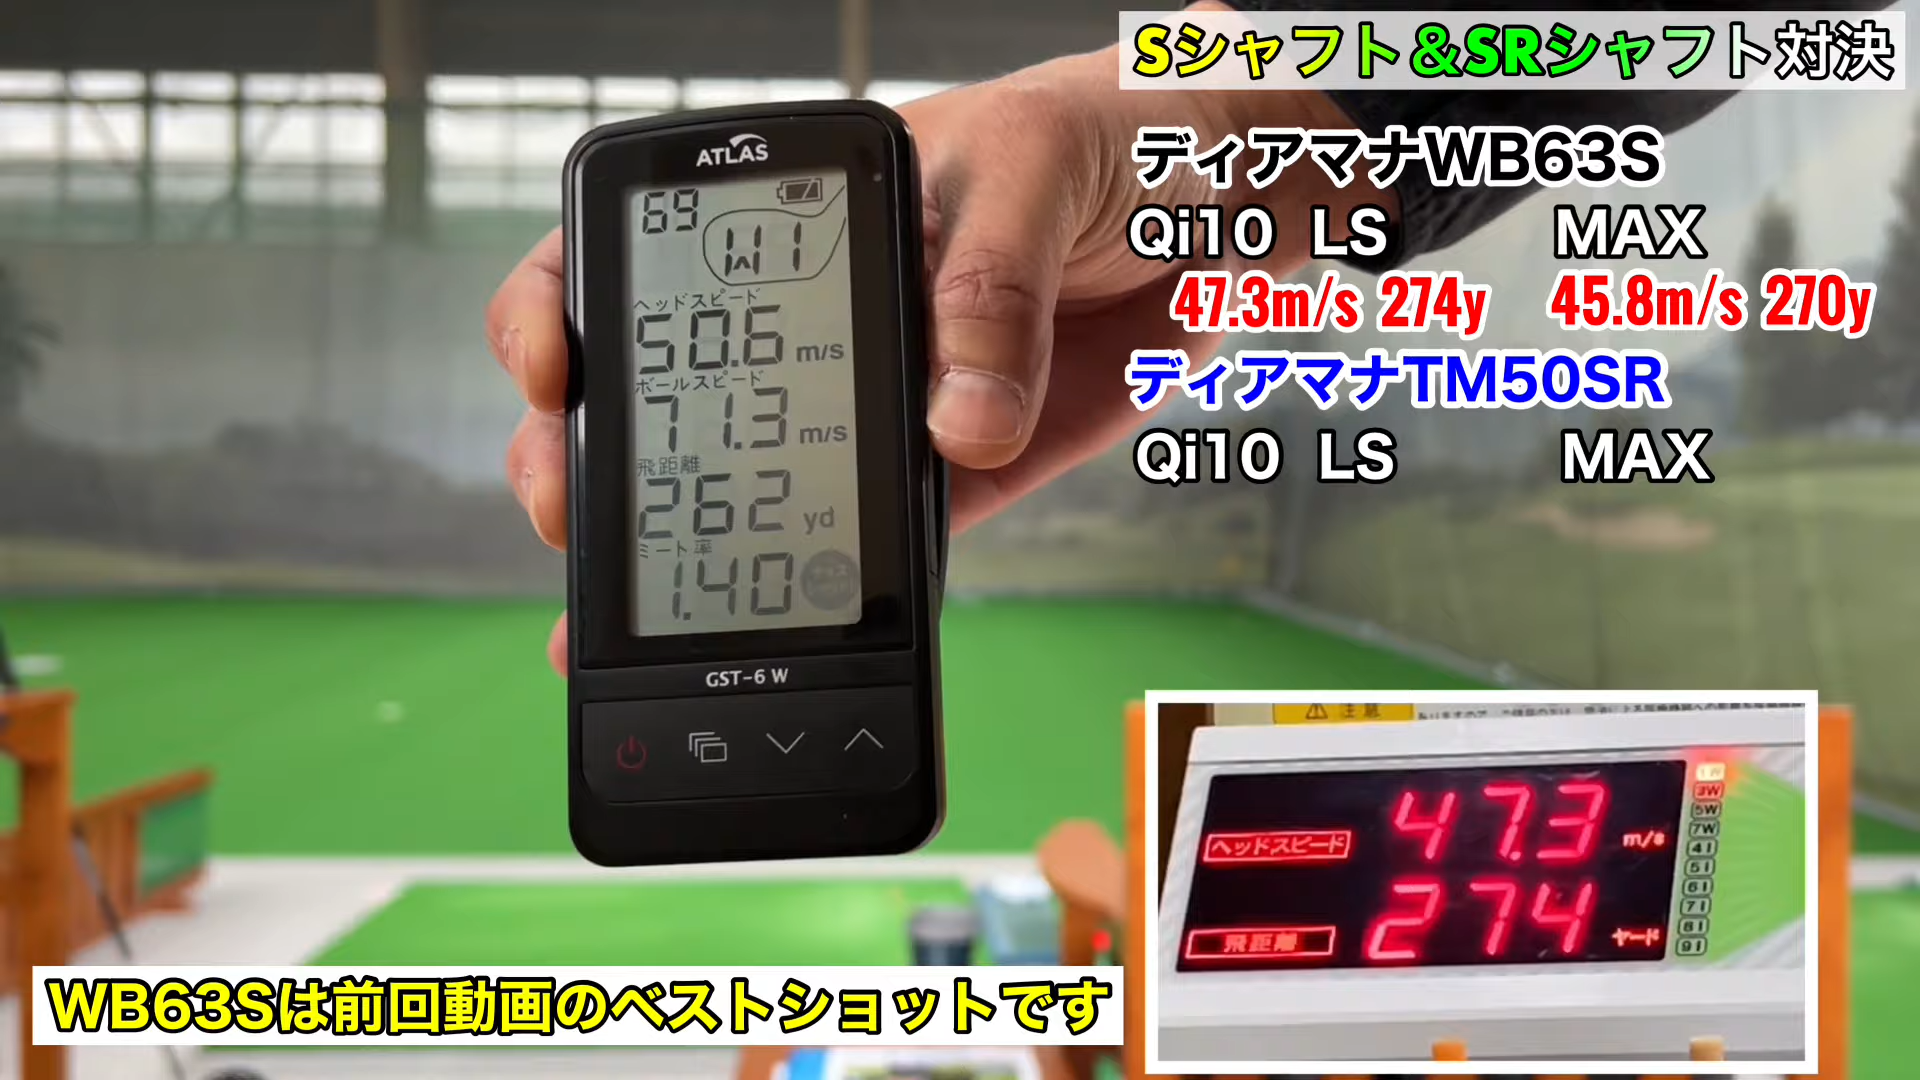 Sシャフト＆SRシャフト対決
ディアマナWB63S
Qi10 LS MAX
47.3m/s 274y 45.8m/s 270y
ディアマナTM50SR
Qi10 LS MAX
ATLAS
69
W1
ヘッドスピード
50.6 m/s
ボールスピード
71.3 m/s
飛距離
262 yd
ミート率
1.40
GST-6 W
注意
ヘッドスピード 47.3 m/s
飛距離 274 ヤード
1W
3W
5W
7W
4I
5I
6I
7I
8I
9I
WB63Sは前回動画のベストショットです